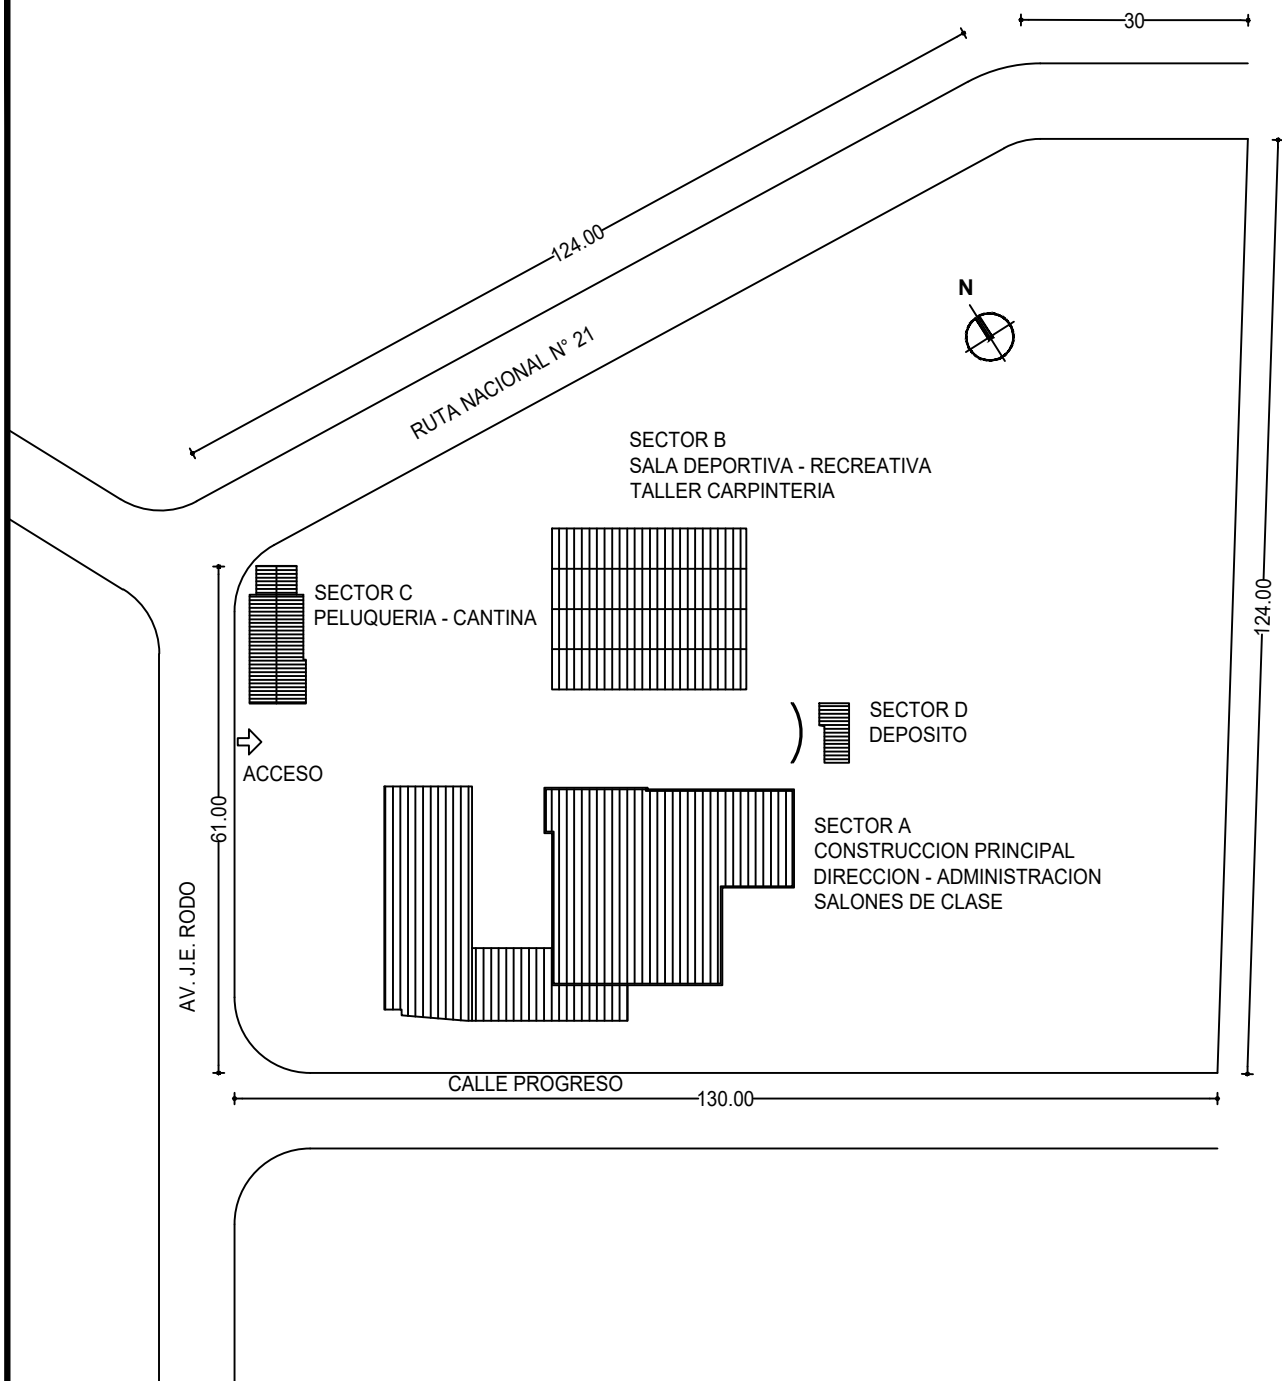 30
124.00
N
RUTA NACIONAL N° 21
SECTOR B
SALA DEPORTIVA - RECREATIVA
TALLER CARPINTERIA
SECTOR C
PELUQUERIA - CANTINA
124.00
SECTOR D
DEPOSITO
ACCESO
61.00
SECTOR A
CONSTRUCCION PRINCIPAL
DIRECCION - ADMINISTRACION
SALONES DE CLASE
AV. J.E. RODO
CALLE PROGRESO
130.00